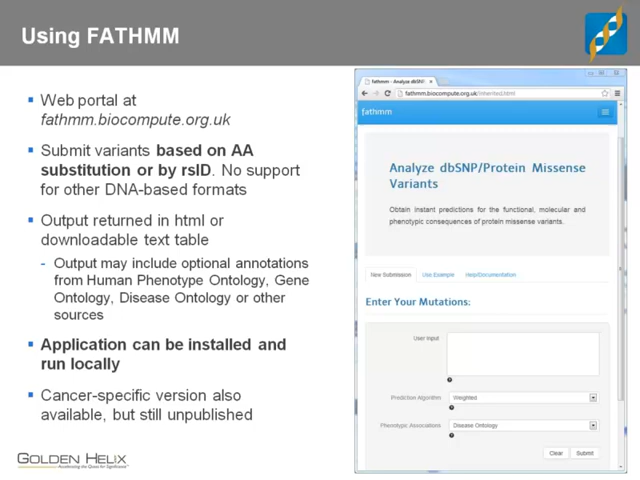 Using FATHMM
▪ Web portal at
fathmm.biocompute.org.uk
▪ Submit variants based on AA
substitution or by rsID. No support
for other DNA-based formats
▪ Output returned in html or
downloadable text table
- Output may include optional annotations
from Human Phenotype Ontology, Gene
Ontology, Disease Ontology or other
sources
▪ Application can be installed and
run locally
▪ Cancer-specific version also
available, but still unpublished
GOLDEN HELIX
Accelerating the Quest for Significance™
fathmm - Analyze dbSNP/
fathmm.biocompute.org.uk/inherited.html
fathmm
Analyze dbSNP/Protein Missense
Variants
Obtain instant predictions for the functional, molecular and
phenotypic consequences of protein missense variants.
New Submission Use Example Help/Documentation
Enter Your Mutations:
User Input
Prediction Algorithm Weighted
Phenotypic Associations Disease Ontology
Clear Submit